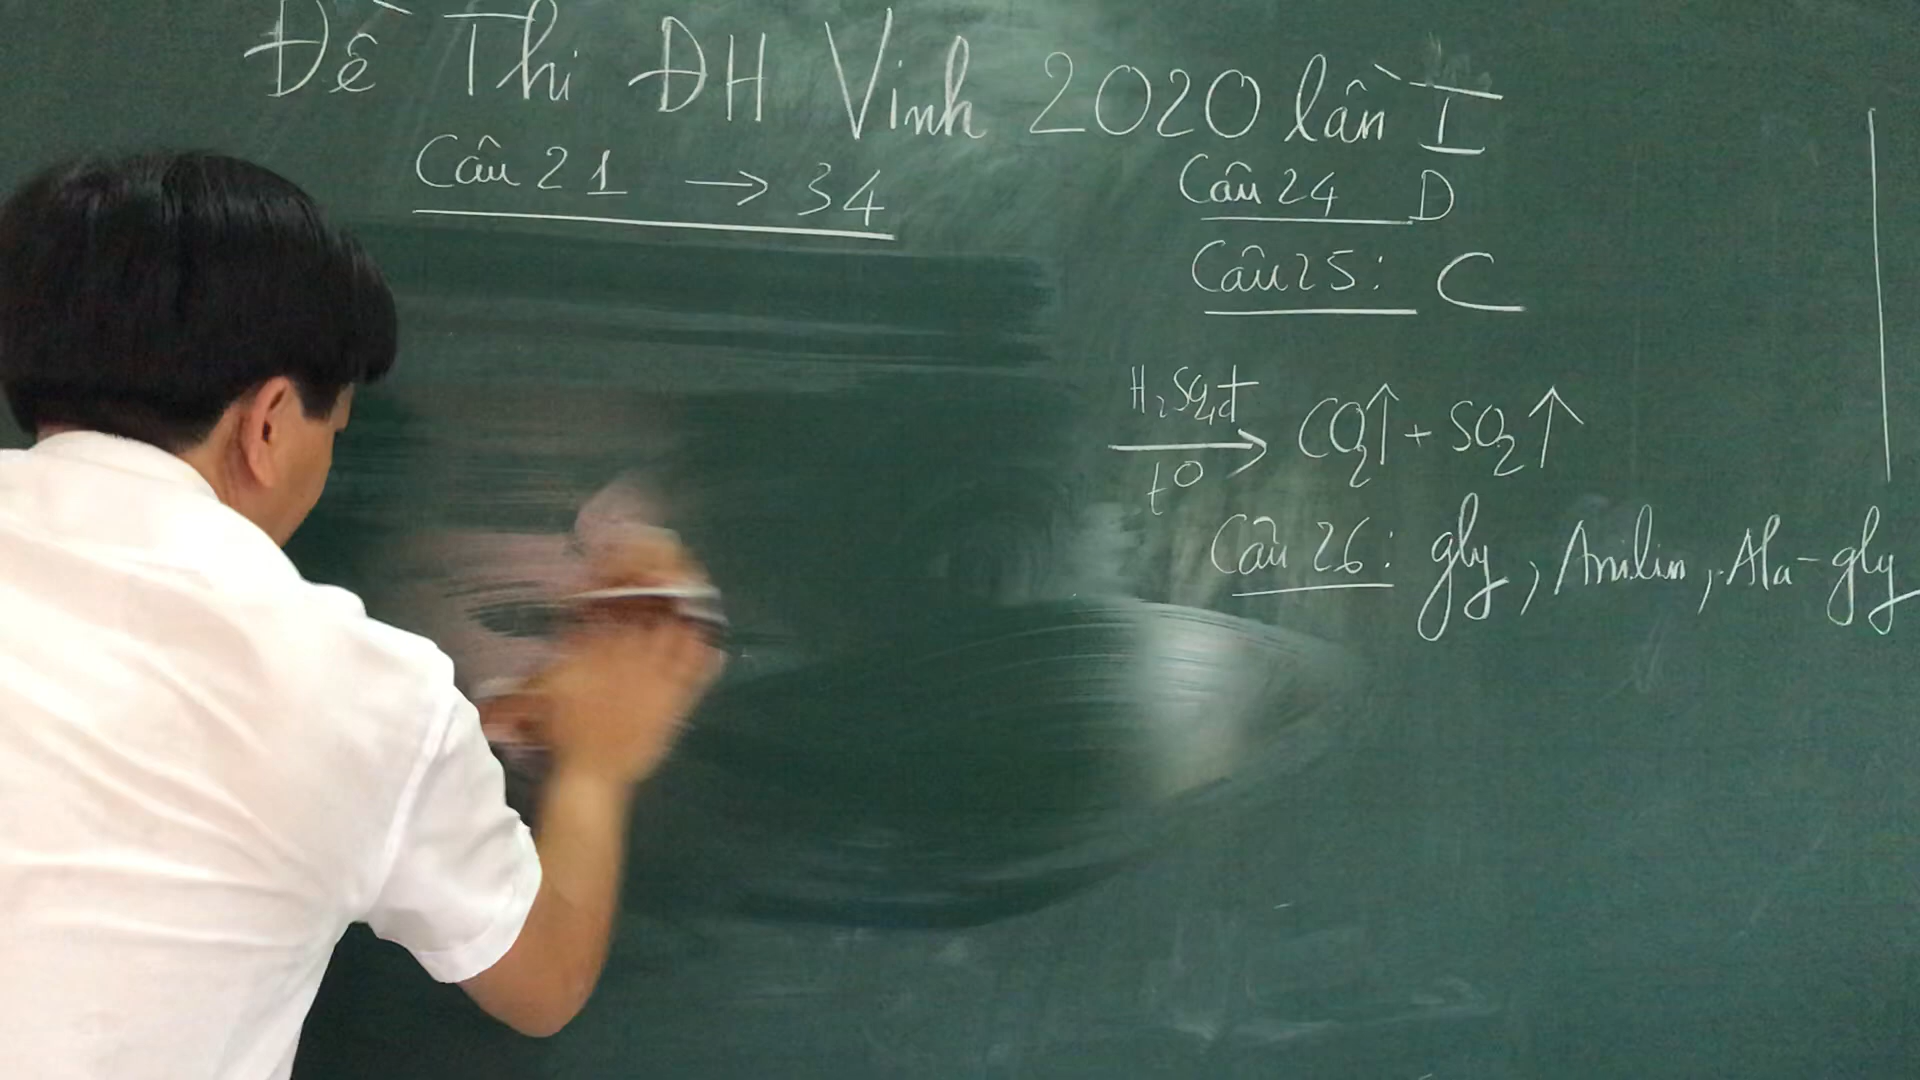 Đề Thi ĐH Vinh 2020 lần I
Câu 21 → 34
Câu 24 D
Câu 25: C
H₂SO₄đ
t⁰
→ CO₂↑ + SO₂↑
Câu 26: gly, Anilin, Ala-gly